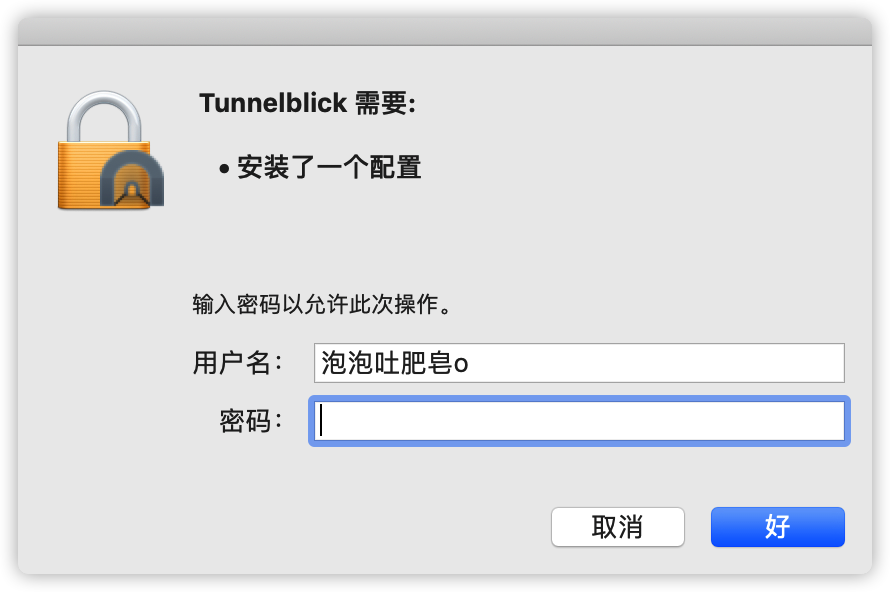 Tunnelblick 需要:
• 安装了一个配置
输入密码以允许此次操作。
用户名： 泡泡吐肥皂o
密码：
取消 好